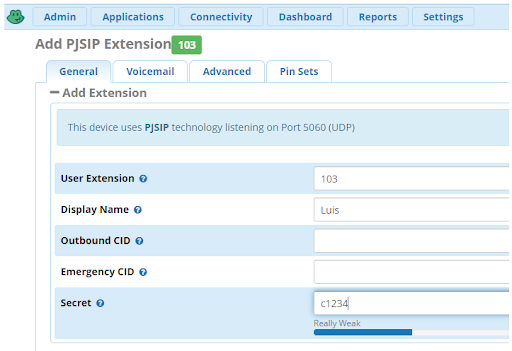 Admin Applications Connectivity Dashboard Reports Settings
Add PJSIP Extension 103
General Voicemail Advanced Pin Sets
Add Extension
This device uses PJSIP technology listening on Port 5060 (UDP)
User Extension 103
Display Name Luis
Outbound CID
Emergency CID
Secret c1234
Really Weak